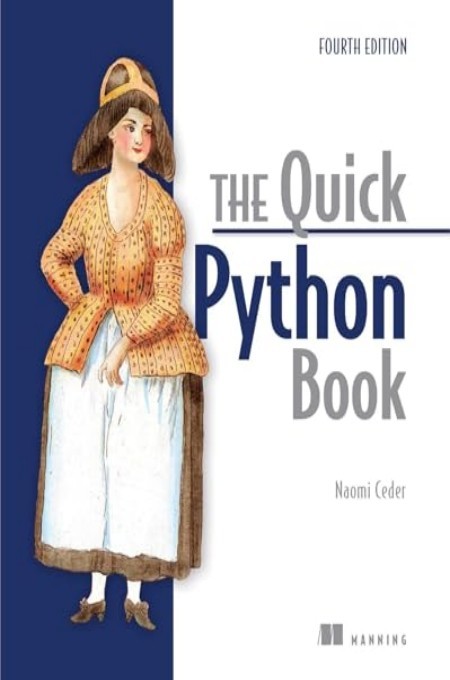 FOURTH EDITION
THE Quick
Python
Book
Naomi Ceder
MANNING